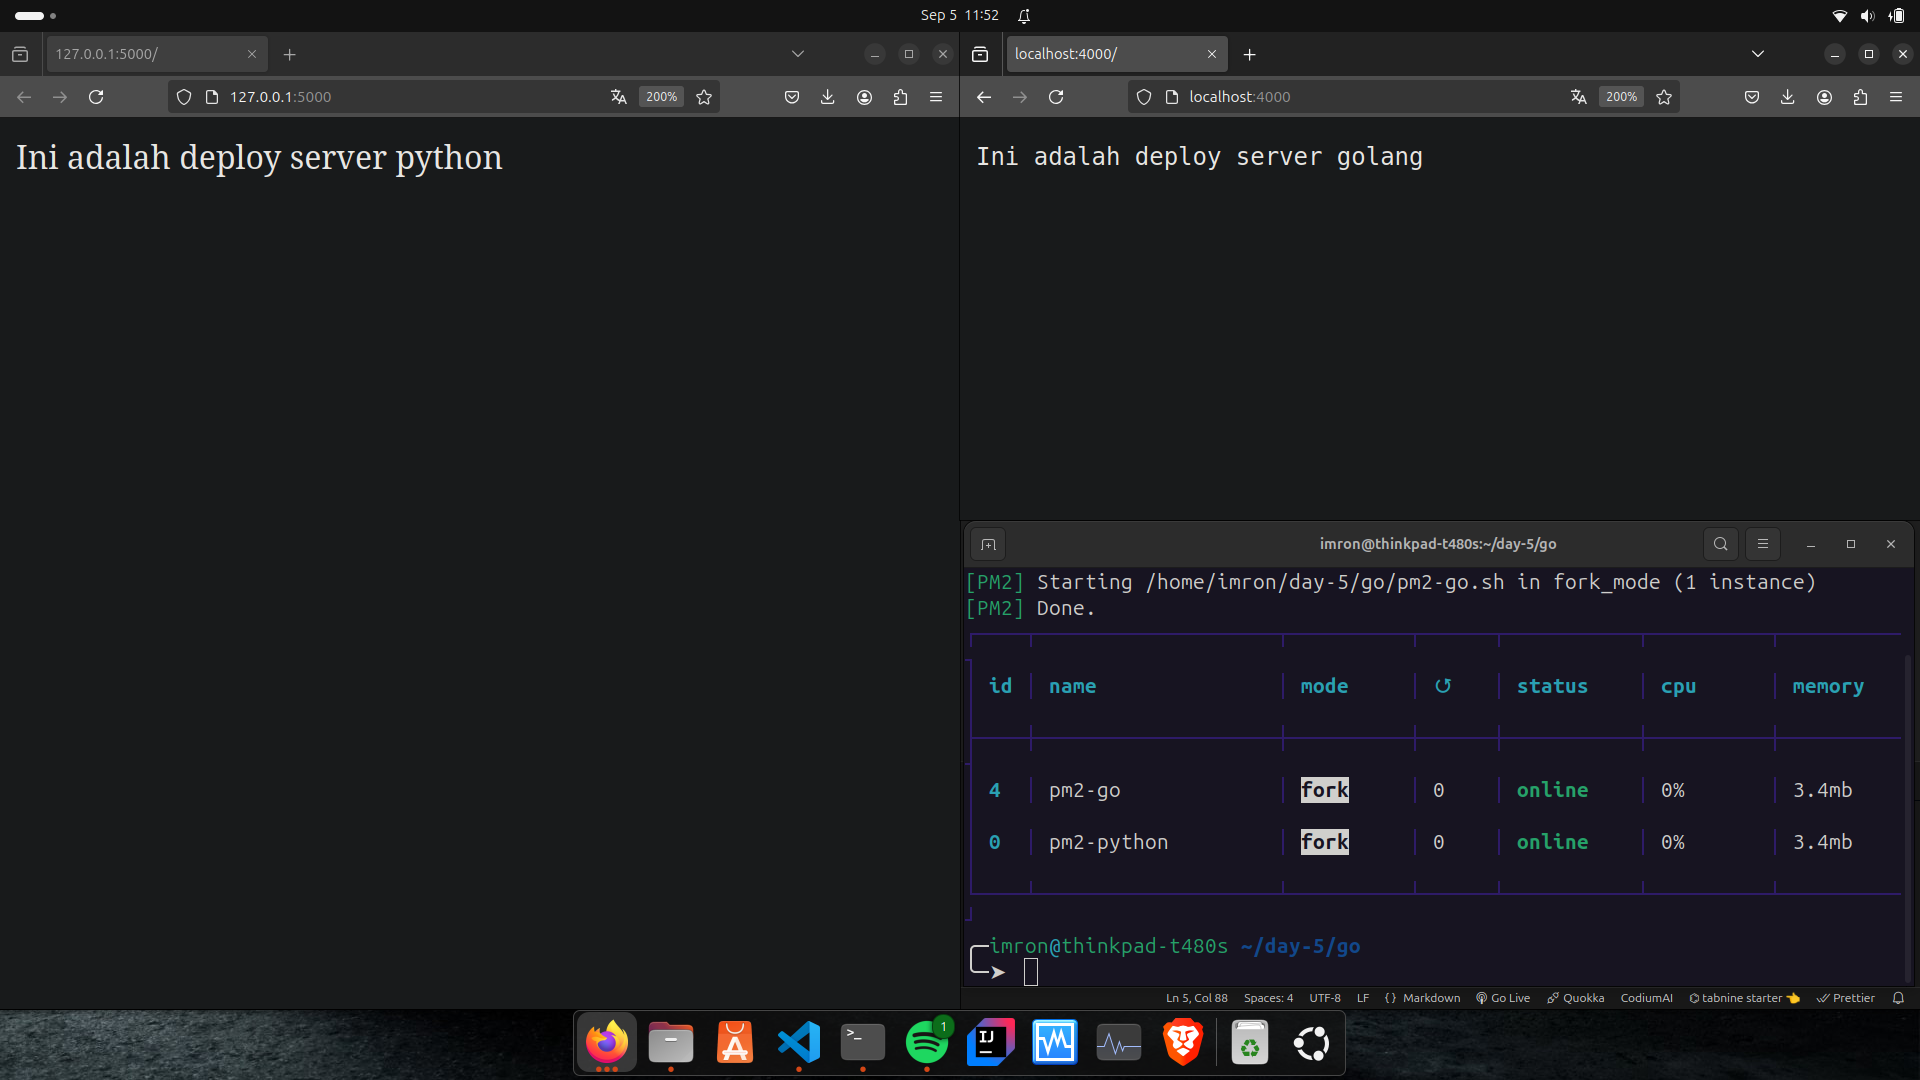 Sep 5 11:52
127.0.0.1:5000/
127.0.0.1:5000
200%
Ini adalah deploy server python
localhost:4000/
localhost:4000
200%
Ini adalah deploy server golang
imron@thinkpad-t480s:~/day-5/go
[PM2] Starting /home/imron/day-5/go/pm2-go.sh in fork_mode (1 instance)
[PM2] Done.
id name mode ↺ status cpu memory
4 pm2-go fork 0 online 0% 3.4mb
0 pm2-python fork 0 online 0% 3.4mb
imron@thinkpad-t480s ~/day-5/go
Ln 5, Col 88 Spaces: 4 UTF-8 LF {} Markdown Go Live Quokka CodiumAI tabnine starter Prettier
1
IJ